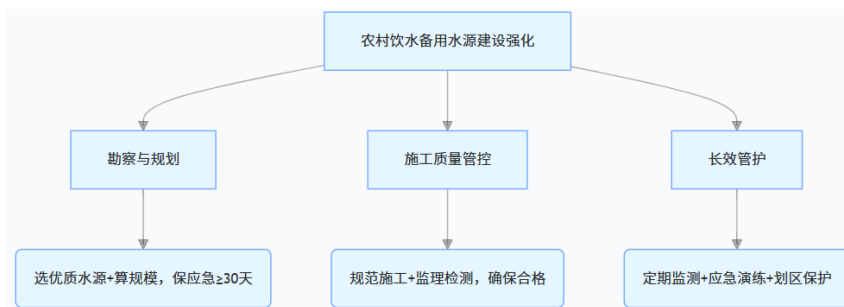 农村饮水备用水源建设强化
勘察与规划
施工质量管控
长效管护
选优质水源+算规模，保应急≥30天
规范施工+监理检测，确保合格
定期监测+应急演练+划区保护